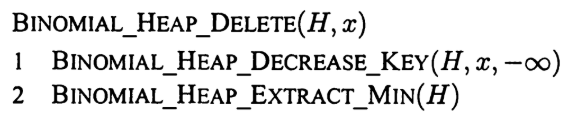 BINOMIAL_HEAP_DELETE(H, x)
1 BINOMIAL_HEAP_DECREASE_KEY(H, x, −∞)
2 BINOMIAL_HEAP_EXTRACT_MIN(H)